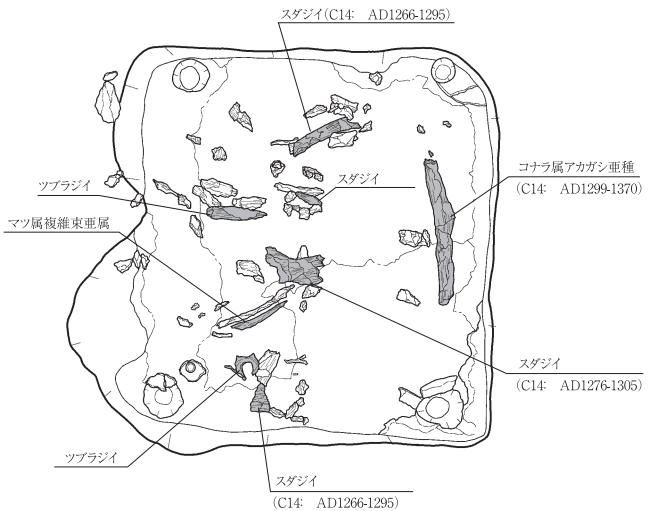 スダジイ(C14:　AD1266-1295)
コナラ属アカガシ亜種
(C14:　AD1299-1370)
ツブラジイ
スダジイ
マツ属複維束亜属
スダジイ
(C14:　AD1276-1305)
ツブラジイ
スダジイ
(C14:　AD1266-1295)